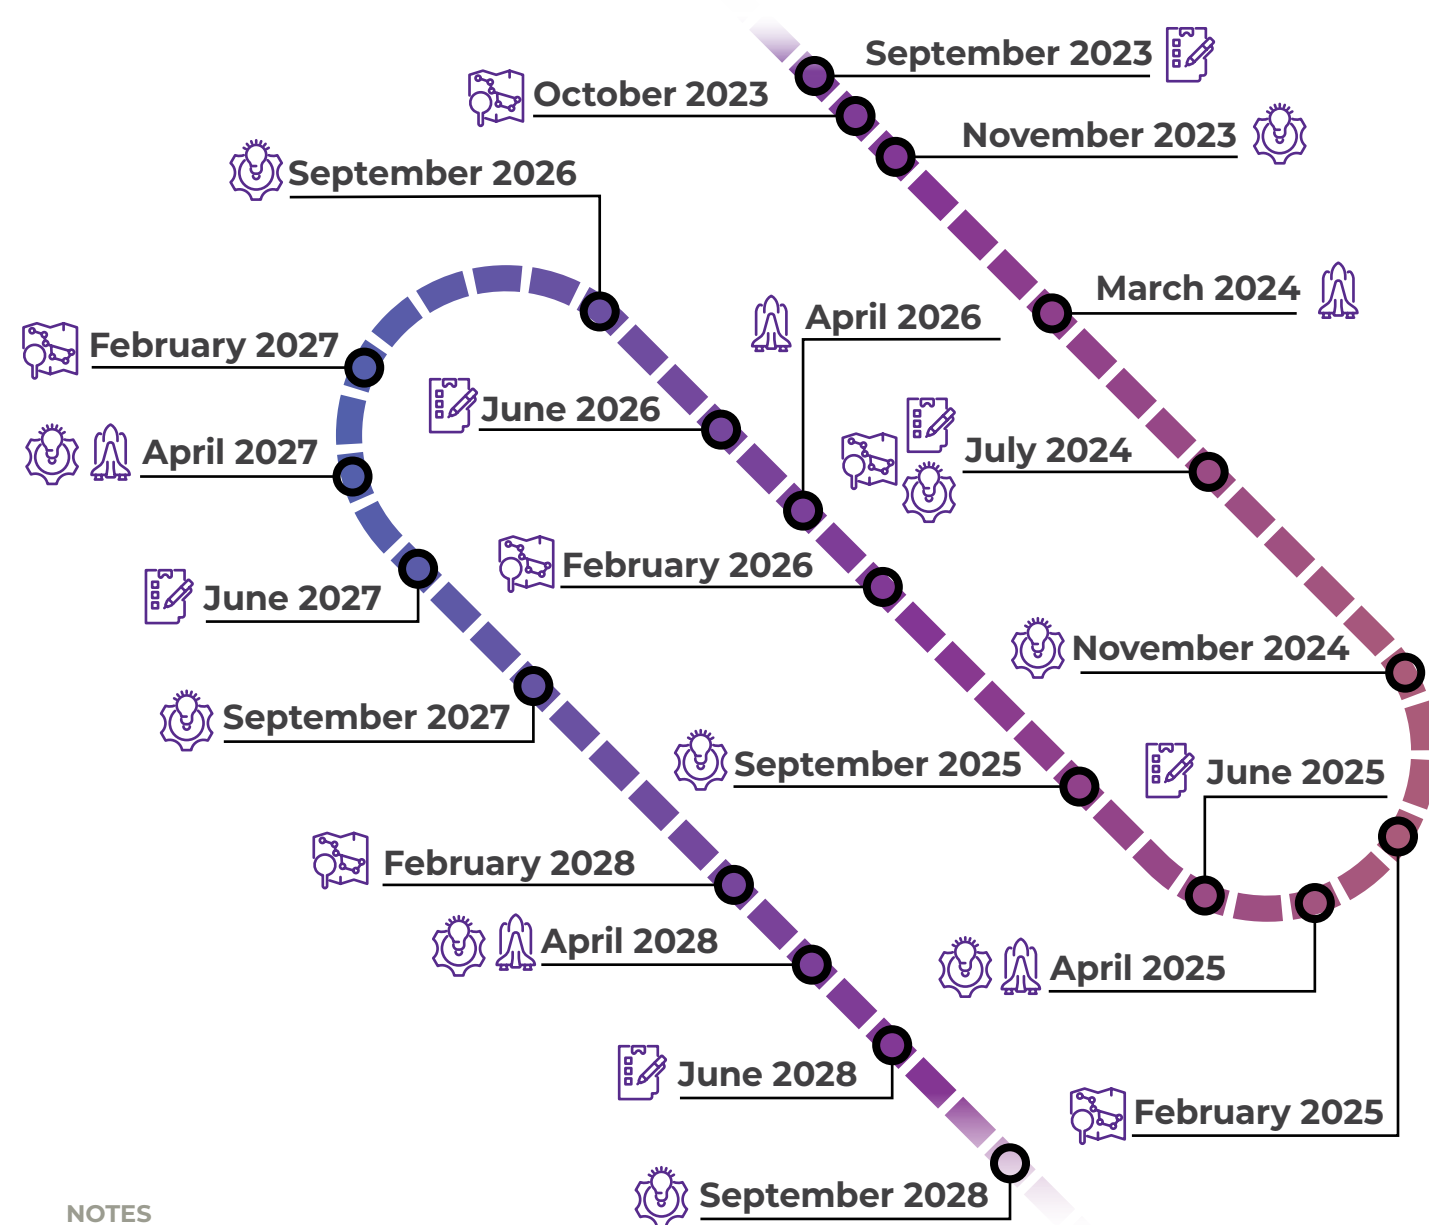 September 2023
October 2023
November 2023
September 2026
March 2024
April 2026
February 2027
June 2026
July 2024
April 2027
February 2026
June 2027
November 2024
September 2027
September 2025
June 2025
February 2028
April 2028
April 2025
June 2028
February 2025
September 2028
NOTES